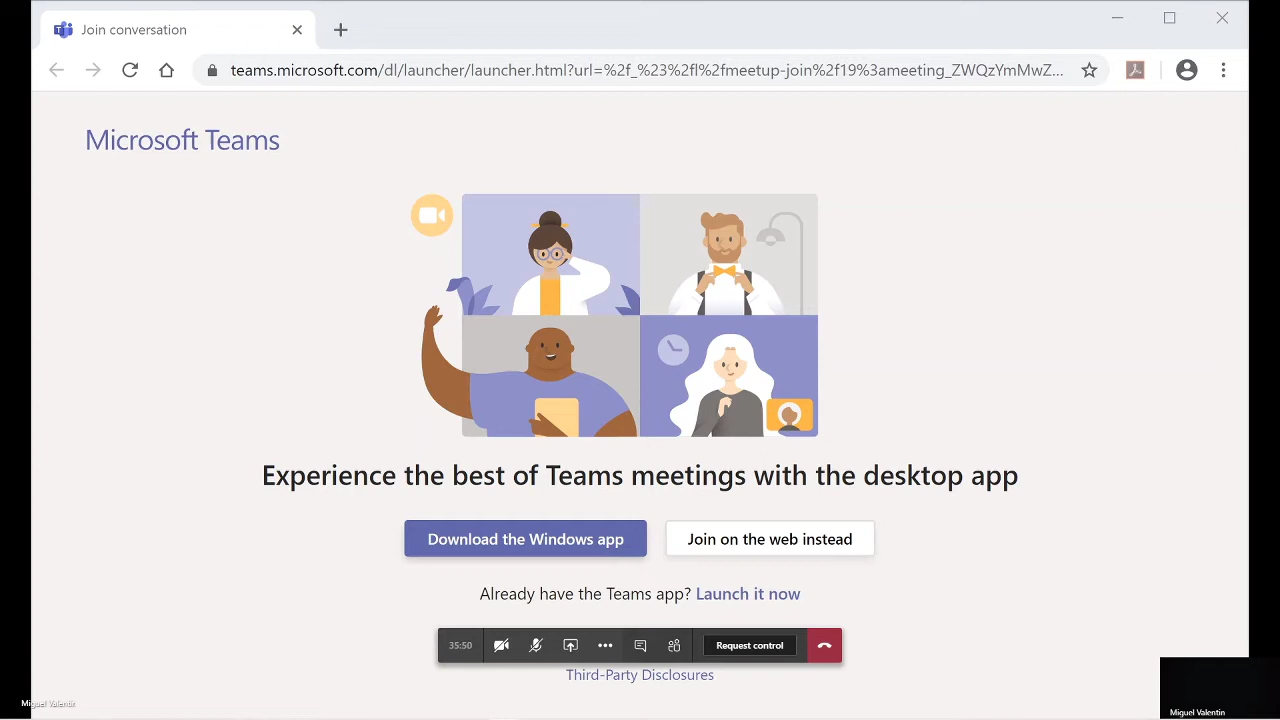 Join conversation
teams.microsoft.com/dl/launcher/launcher.html?url=%2f_%23%2fl%2fmeetup-join%2f19%3ameeting_ZWQzYmMwZ...
Microsoft Teams
Experience the best of Teams meetings with the desktop app
Download the Windows app
Join on the web instead
Already have the Teams app? Launch it now
35:50
Request control
Third-Party Disclosures
Miguel Valentin
Miguel Valentin